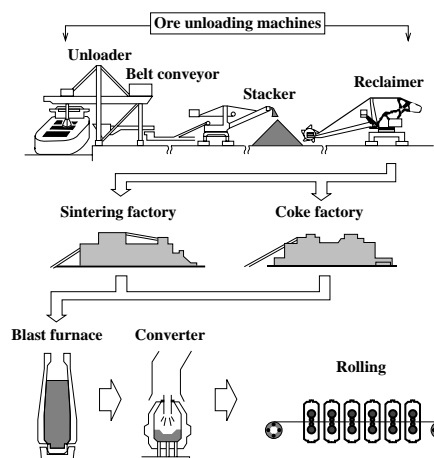 Ore unloading machines
Unloader
Belt conveyor
Stacker
Reclaimer
Sintering factory
Coke factory
Blast furnace
Converter
Rolling